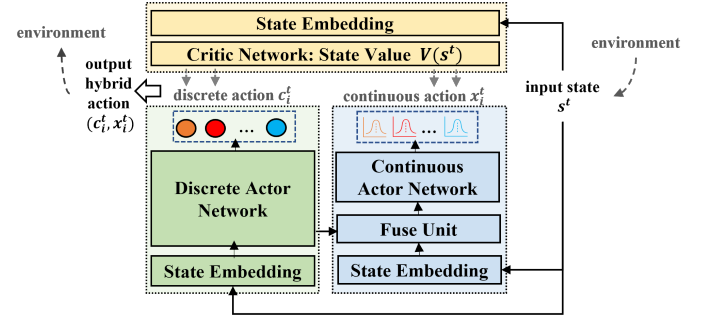 State Embedding
Critic Network: State Value V(s^t)
environment
output
hybrid
action
(c_i^t, x_i^t)
discrete action c_i^t
continuous action x_i^t
environment
input state
s^t
...
...
Discrete Actor
Network
Continuous
Actor Network
Fuse Unit
State Embedding
State Embedding